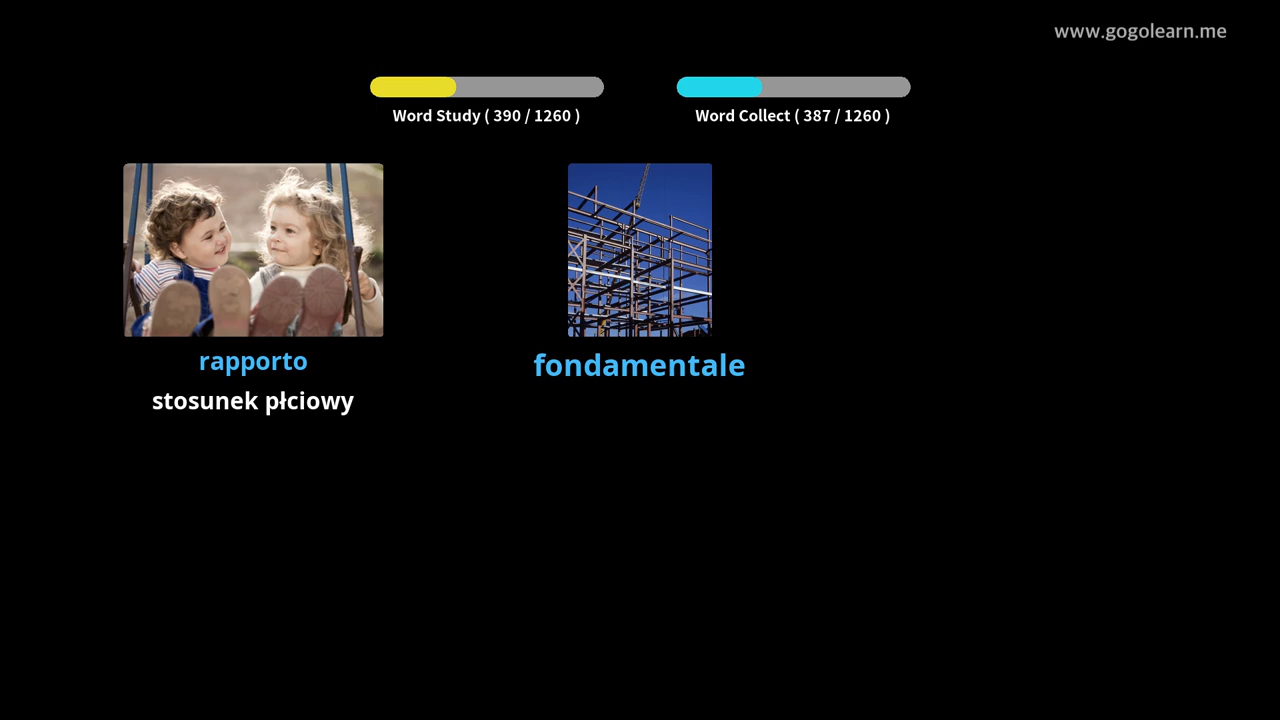 www.gogolearn.me
Word Study ( 390 / 1260 )
Word Collect ( 387 / 1260 )
rapporto
stosunek płciowy
fondamentale